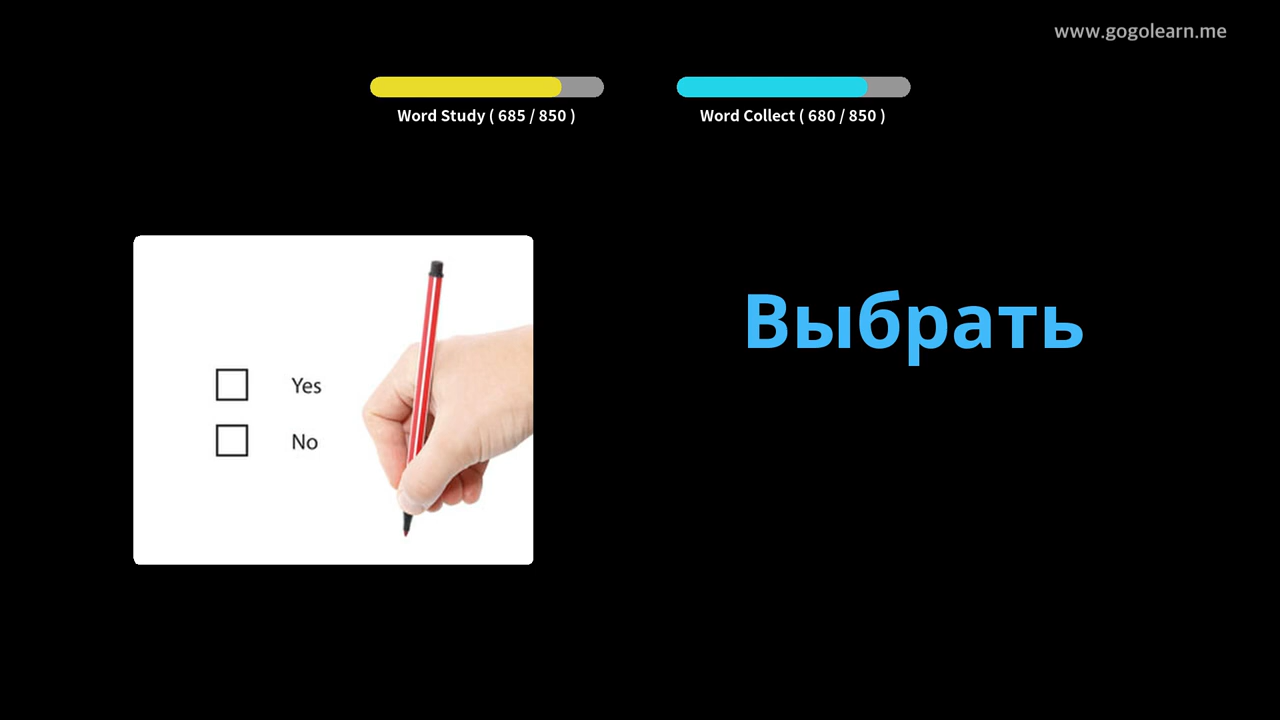 www.gogolearn.me
Word Study ( 685 / 850 )
Word Collect ( 680 / 850 )
Yes
No
Выбрать